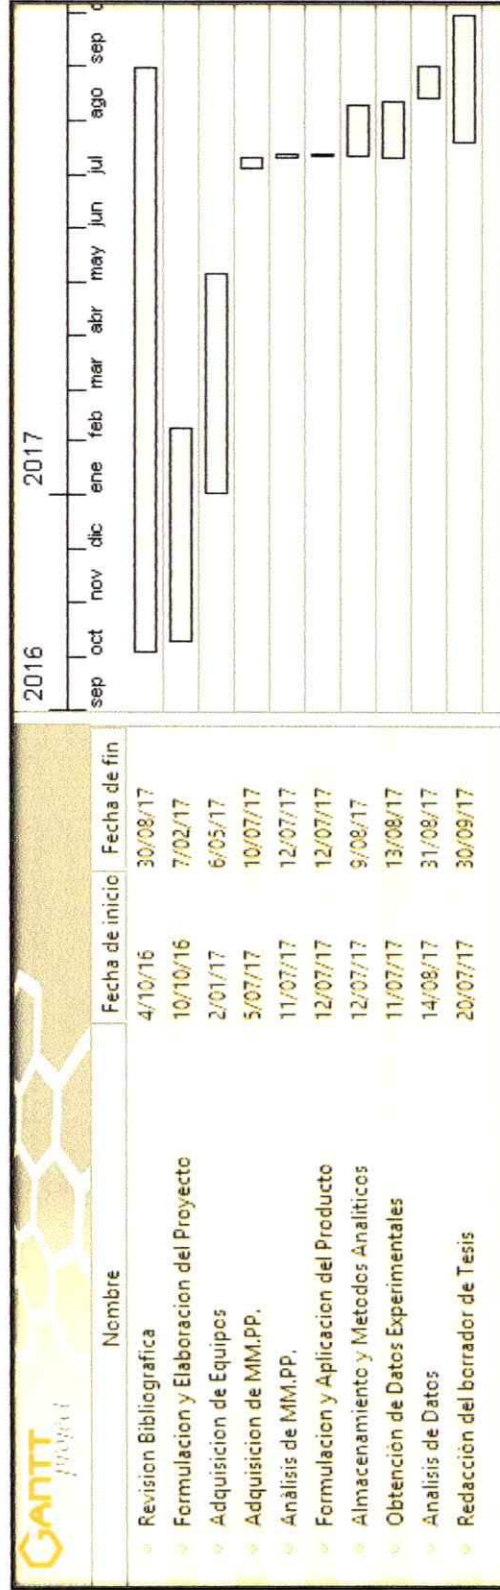 GANTT
project
2016 2017
sep oct nov dic ene feb mar abr may jun jul ago sep
Nombre Fecha de inicio Fecha de fin
Revision Bibliografica 4/10/16 30/08/17
Formulacion y Elaboracion del Proyecto 10/10/16 7/02/17
Adquisicion de Equipos 2/01/17 6/05/17
Adquisicion de MM.PP. 5/07/17 10/07/17
Analisis de MM.PP. 11/07/17 12/07/17
Formulacion y Aplicacion del Producto 12/07/17 12/07/17
Almacenamiento y Metodos Analiticos 12/07/17 9/08/17
Obtención de Datos Experimentales 11/07/17 13/08/17
Analisis de Datos 14/08/17 31/08/17
Redacción del borrador de Tesis 20/07/17 30/09/17